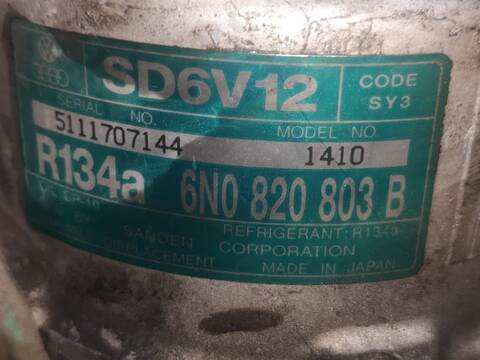 SD6V12
CODE
SY3
SERIAL NO.
5111707144
MODEL NO
1410
R134a
6N0 820 803 B
REFRIGERANT: R134a
SANDEN CORPORATION
DISPLACEMENT
MADE IN JAPAN